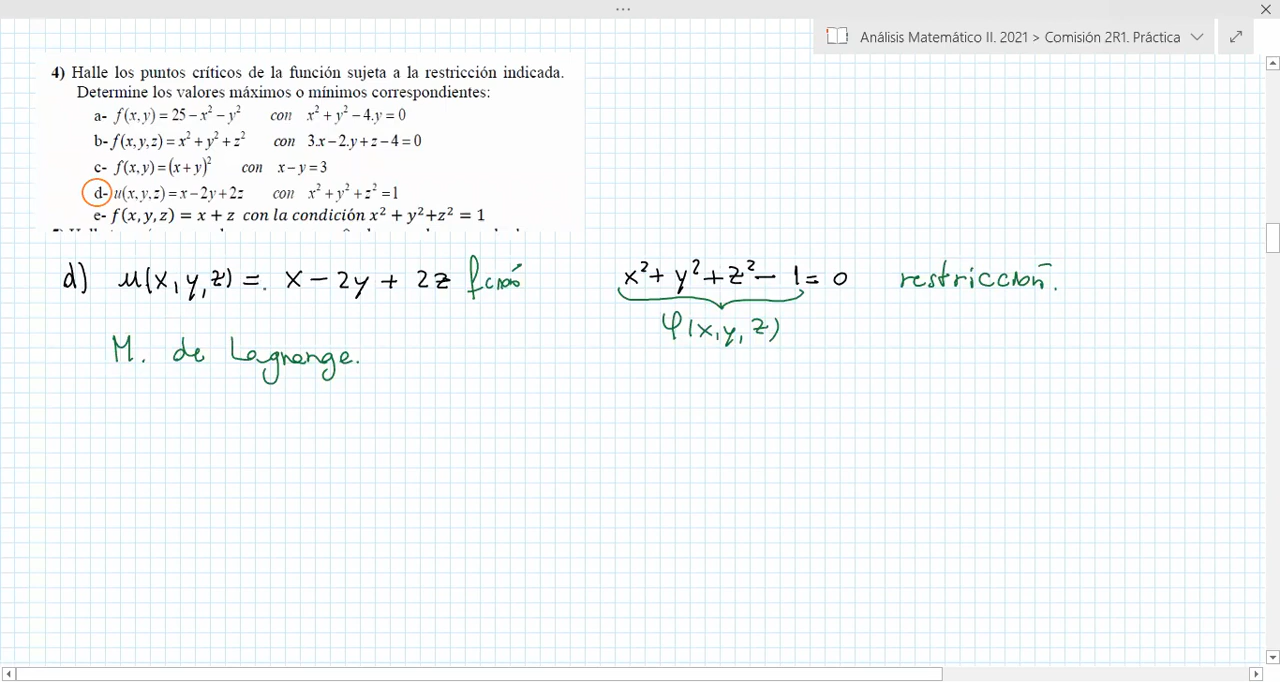 Análisis Matemático II. 2021 > Comisión 2R1. Práctica
4) Halle los puntos críticos de la función sujeta a la restricción indicada.
Determine los valores máximos o mínimos correspondientes:
a- f(x,y) = 25 − x² − y² con x² + y² − 4.y = 0
b- f(x,y,z) = x² + y² + z² con 3.x − 2.y + z − 4 = 0
c- f(x,y) = (x + y)² con x − y = 3
d- u(x,y,z) = x − 2y + 2z con x² + y² + z² = 1
e- f(x,y,z) = x + z con la condición x² + y² + z² = 1
d) u(x,y,z) =. x − 2y + 2z fción x² + y² + z² − 1 = 0 restricción.
φ(x,y,z)
M. de Lagrange.